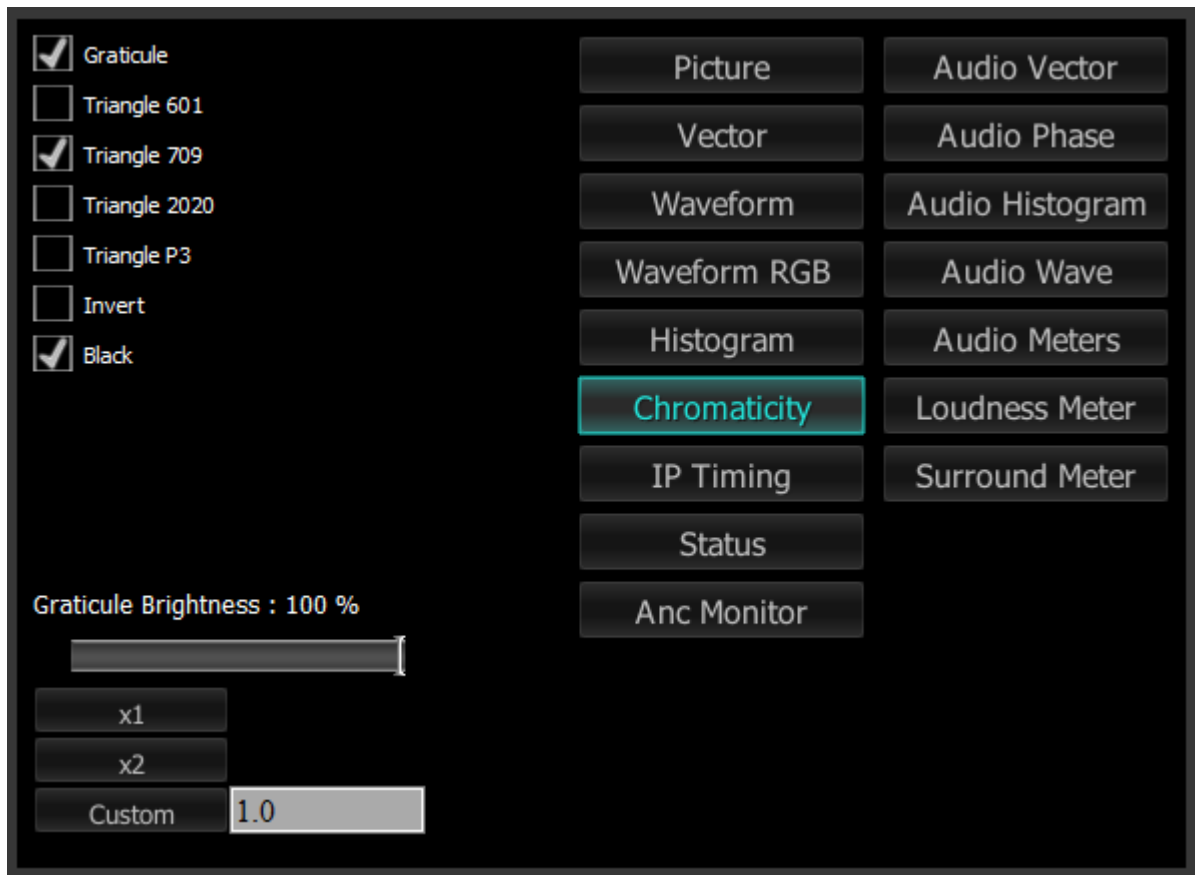 Graticule
Triangle 601
Triangle 709
Triangle 2020
Triangle P3
Invert
Black
Graticule Brightness : 100 %
x1
x2
Custom 1.0
Picture
Vector
Waveform
Waveform RGB
Histogram
Chromaticity
IP Timing
Status
Anc Monitor
Audio Vector
Audio Phase
Audio Histogram
Audio Wave
Audio Meters
Loudness Meter
Surround Meter